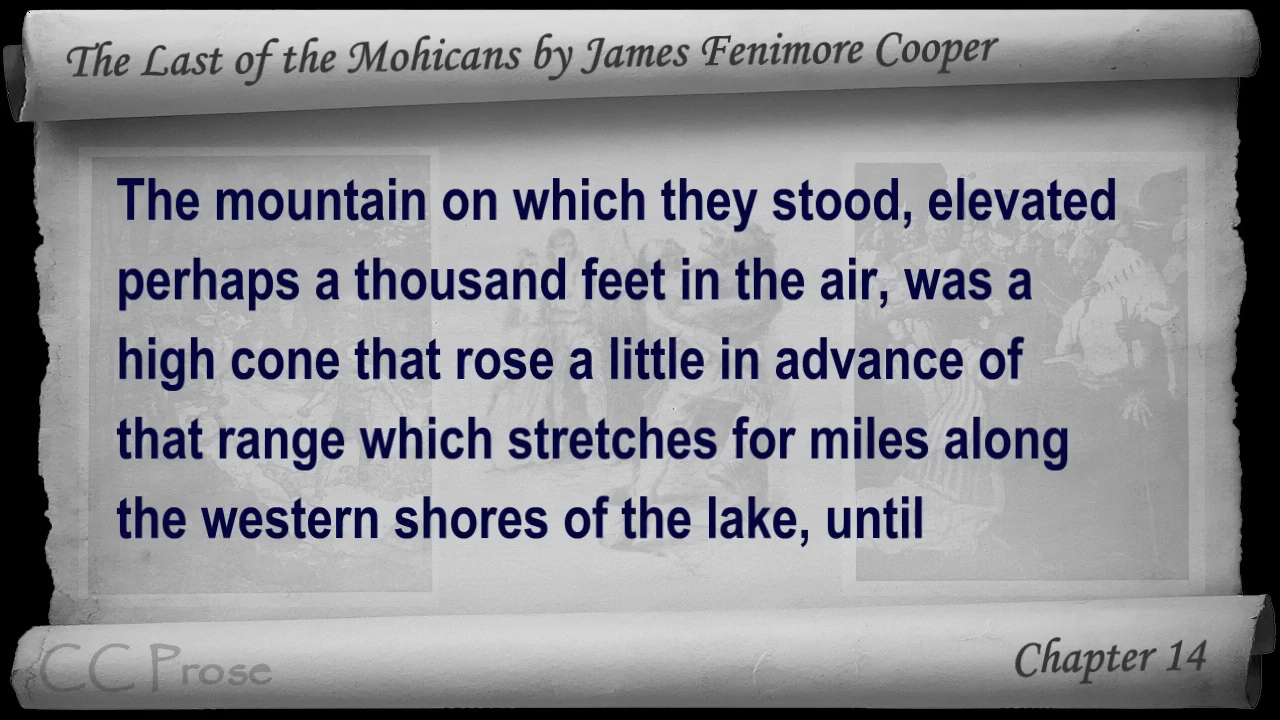 The Last of the Mohicans by James Fenimore Cooper
The mountain on which they stood, elevated
perhaps a thousand feet in the air, was a
high cone that rose a little in advance of
that range which stretches for miles along
the western shores of the lake, until
CC Prose
Chapter 14